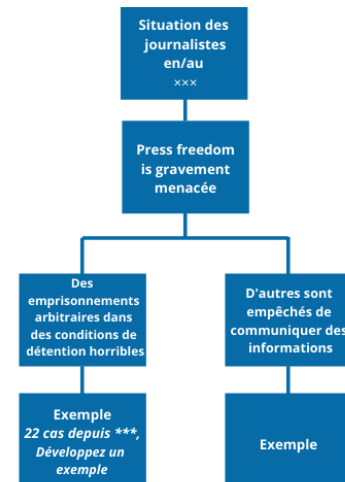 Situation des
journalistes
en/au
×××
Press freedom
is gravement
menacée
Des
emprisonnements
arbitraires dans
des conditions de
détention horribles
D'autres sont
empêchés de
communiquer des
informations
Exemple
22 cas depuis ***,
Développez un
exemple
Exemple